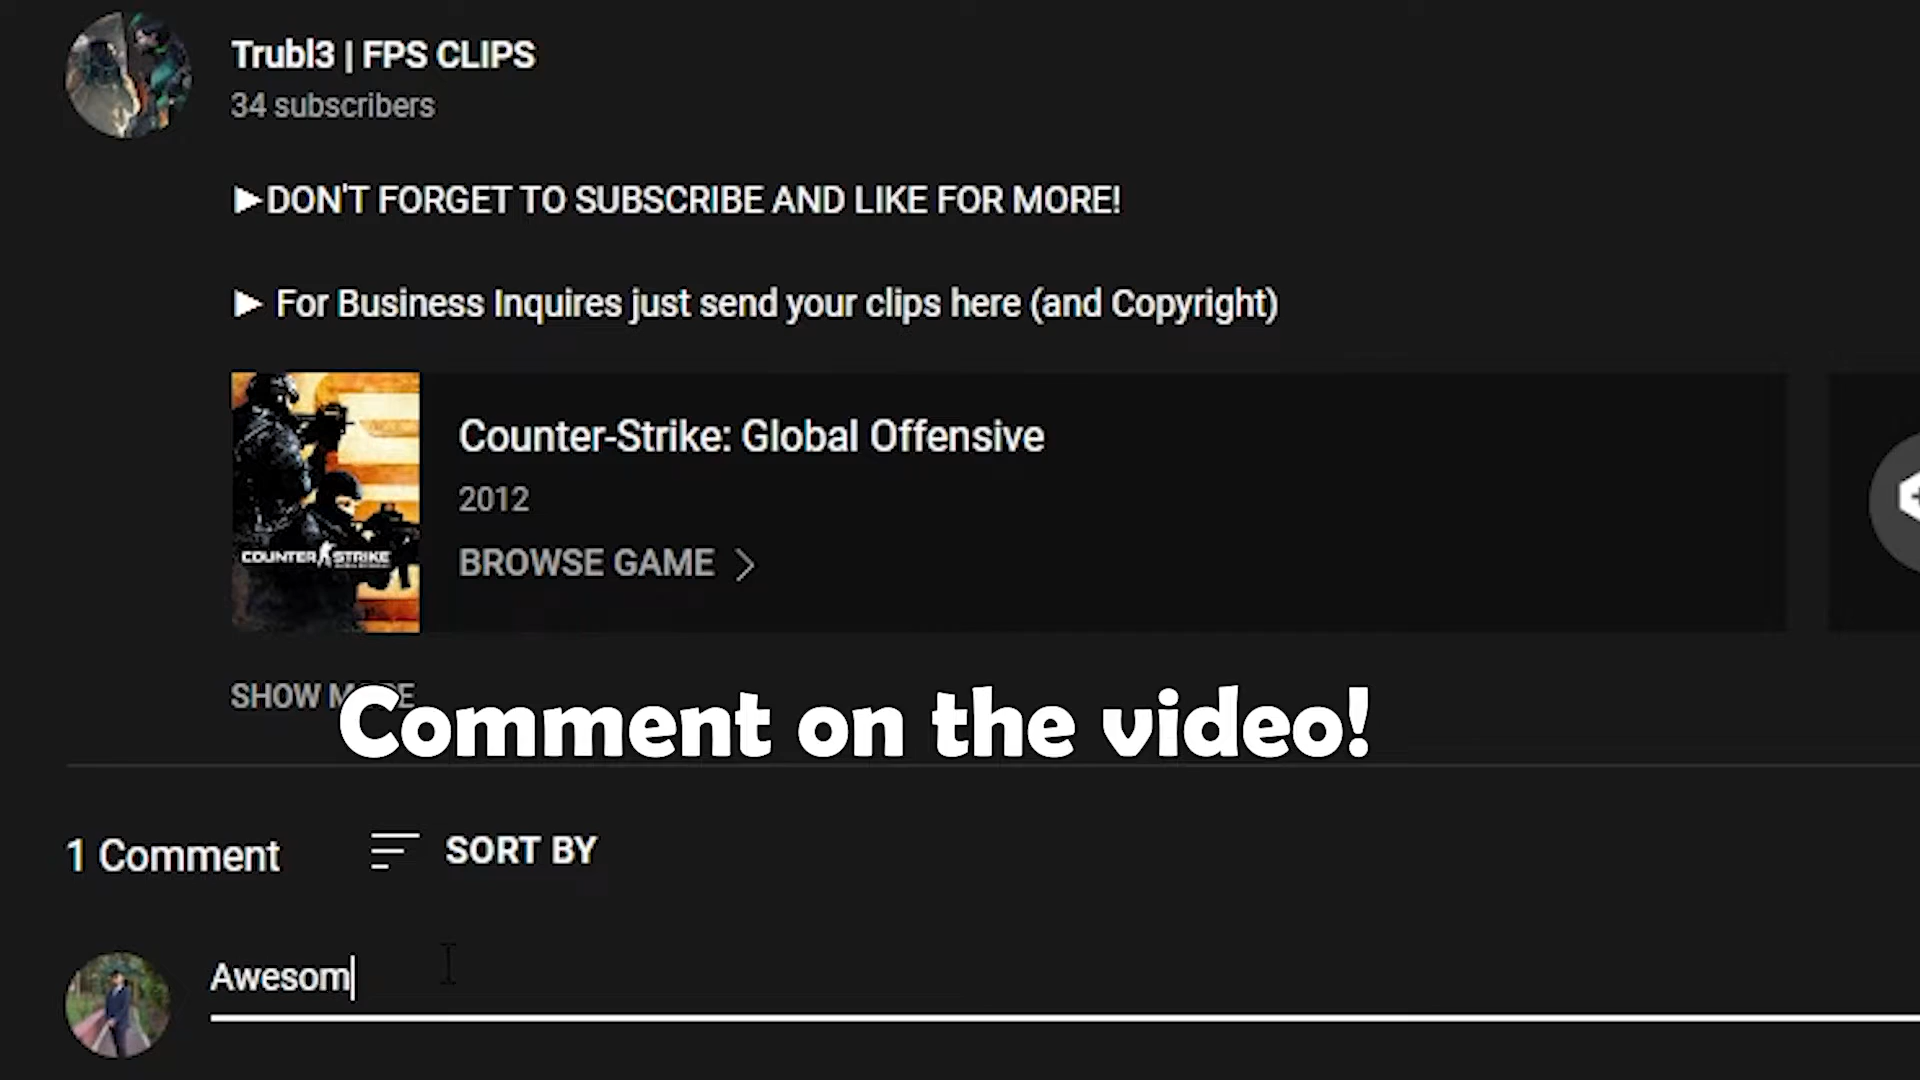 Trubl3 | FPS CLIPS
34 subscribers
▶DON'T FORGET TO SUBSCRIBE AND LIKE FOR MORE!
▶ For Business Inquires just send your clips here (and Copyright)
COUNTER STRIKE
Counter-Strike: Global Offensive
2012
BROWSE GAME
SHOW MORE
Comment on the video!
1 Comment
SORT BY
Awesom